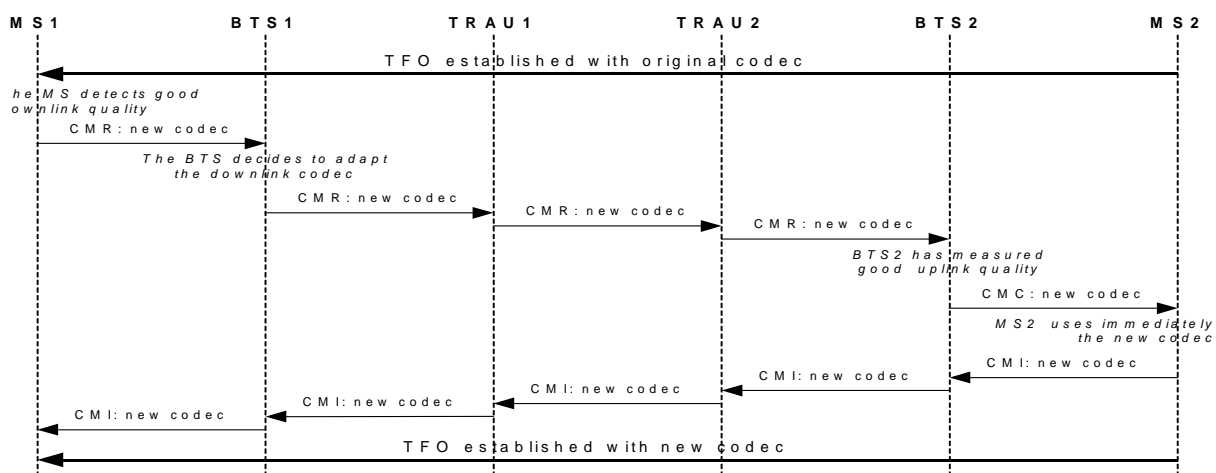 MS1 BTS1 TRAU1 TRAU2 BTS2 MS2
TFO established with original codec
he MS detects good
ownlink quality
CMR: new codec
The BTS decides to adapt
the downlink codec
CMR: new codec
CMR: new codec
CMR: new codec
BTS2 has measured
good uplink quality
CMC: new codec
MS2 uses immediately
the new codec
CMI: new codec
CMI: new codec
CMI: new codec
CMI: new codec
CMI: new codec
TFO established with new codec